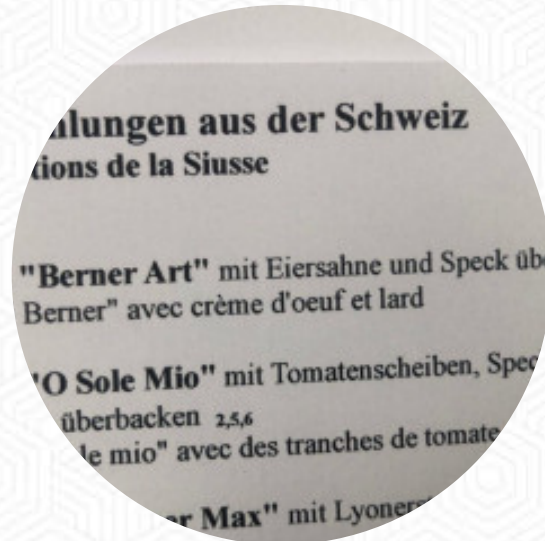 lungen aus der Schweiz
tions de la Siusse
"Berner Art" mit Eiersahne und Speck üb
Berner" avec crème d'oeuf et lard
"O Sole Mio" mit Tomatenscheiben, Spec
überbacken 2,5,6
le mio" avec des tranches de tomate
er Max" mit Lyoner